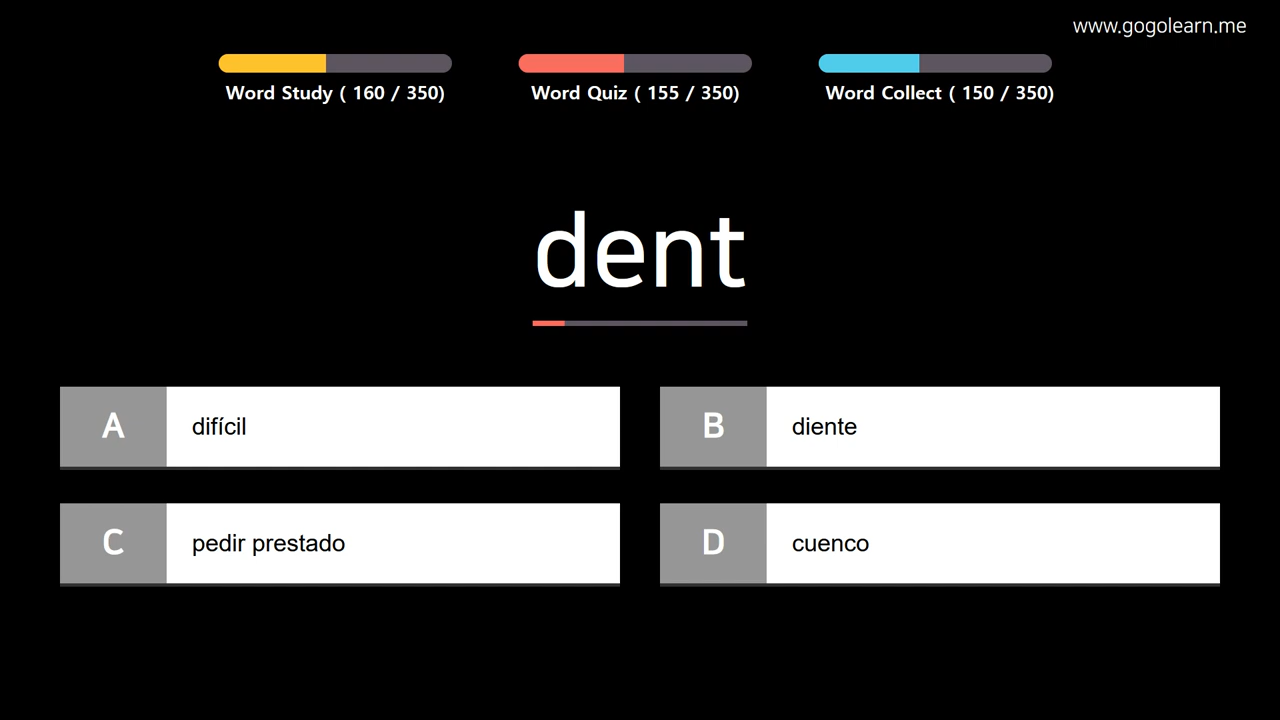 www.gogolearn.me
Word Study ( 160 / 350)
Word Quiz ( 155 / 350)
Word Collect ( 150 / 350)
dent
A
difícil
B
diente
C
pedir prestado
D
cuenco